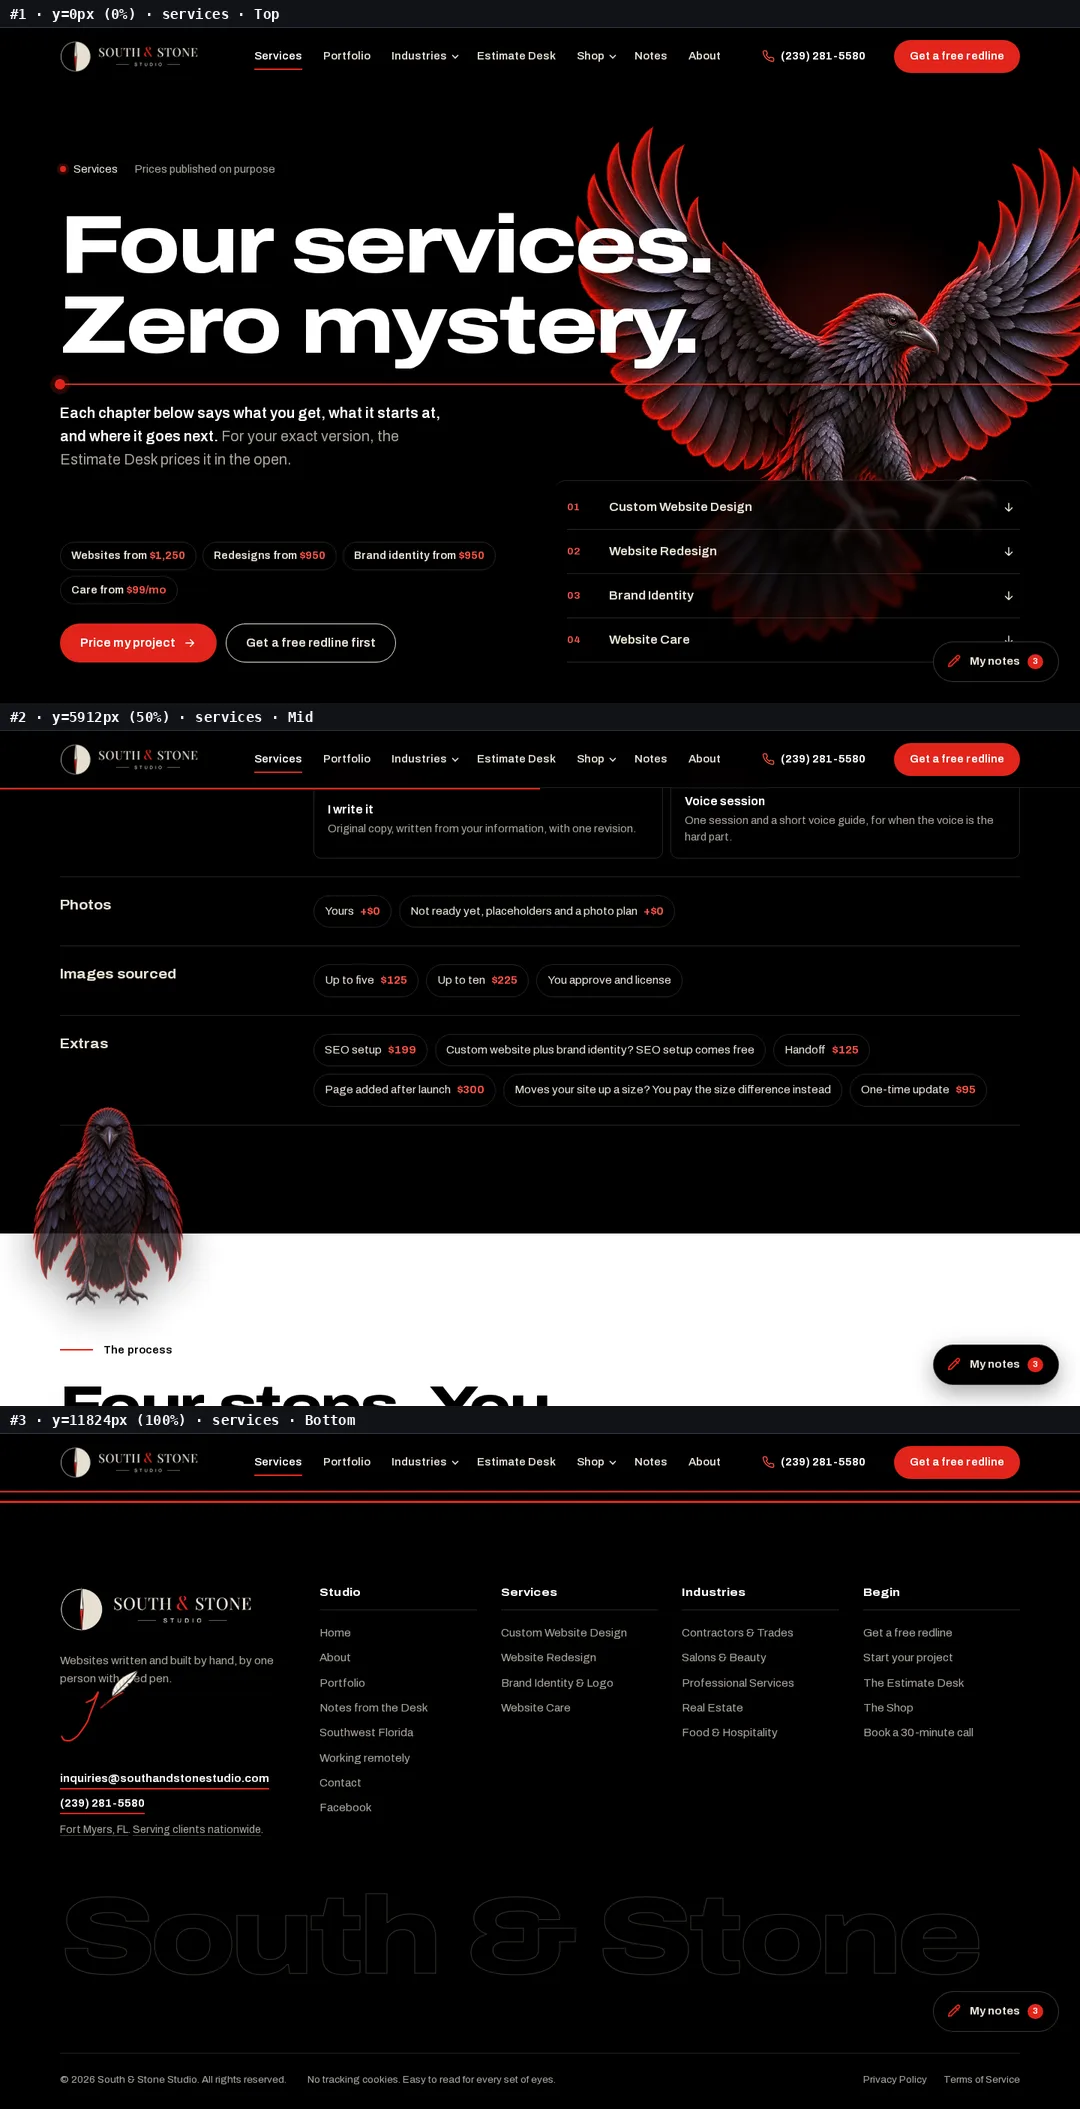 #1 · y=0px (0%) · services · Top
SOUTH & STONE
STUDIO
Services
Portfolio
Industries
Estimate Desk
Shop
Notes
About
(239) 281-5580
Get a free redline
Services
Prices published on purpose
Four services.
Zero mystery.
Each chapter below says what you get, what it starts at,
and where it goes next. For your exact version, the
Estimate Desk prices it in the open.
Websites from $1,250
Redesigns from $950
Brand identity from $950
Care from $99/mo
Price my project
Get a free redline first
01 Custom Website Design
02 Website Redesign
03 Brand Identity
04 Website Care
My notes 3
#2 · y=5912px (50%) · services · Mid
SOUTH & STONE
STUDIO
Services
Portfolio
Industries
Estimate Desk
Shop
Notes
About
(239) 281-5580
Get a free redline
I write it
Original copy, written from your information, with one revision.
Voice session
One session and a short voice guide, for when the voice is the
hard part.
Photos
Yours +$0
Not ready yet, placeholders and a photo plan +$0
Images sourced
Up to five $125
Up to ten $225
You approve and license
Extras
SEO setup $199
Custom website plus brand identity? SEO setup comes free
Handoff $125
Page added after launch $300
Moves your site up a size? You pay the size difference instead
One-time update $95
The process
My notes 3
Four steps. You
#3 · y=11824px (100%) · services · Bottom
SOUTH & STONE
STUDIO
Services
Portfolio
Industries
Estimate Desk
Shop
Notes
About
(239) 281-5580
Get a free redline
SOUTH & STONE
STUDIO
Websites written and built by hand, by one
person with ed pen.
inquiries@southandstonestudio.com
(239) 281-5580
Fort Myers, FL. Serving clients nationwide.
Studio
Home
About
Portfolio
Notes from the Desk
Southwest Florida
Working remotely
Contact
Facebook
Services
Custom Website Design
Website Redesign
Brand Identity & Logo
Website Care
Industries
Contractors & Trades
Salons & Beauty
Professional Services
Real Estate
Food & Hospitality
Begin
Get a free redline
Start your project
The Estimate Desk
The Shop
Book a 30-minute call
South & Stone
My notes 3
© 2026 South & Stone Studio. All rights reserved.
No tracking cookies. Easy to read for every set of eyes.
Privacy Policy
Terms of Service